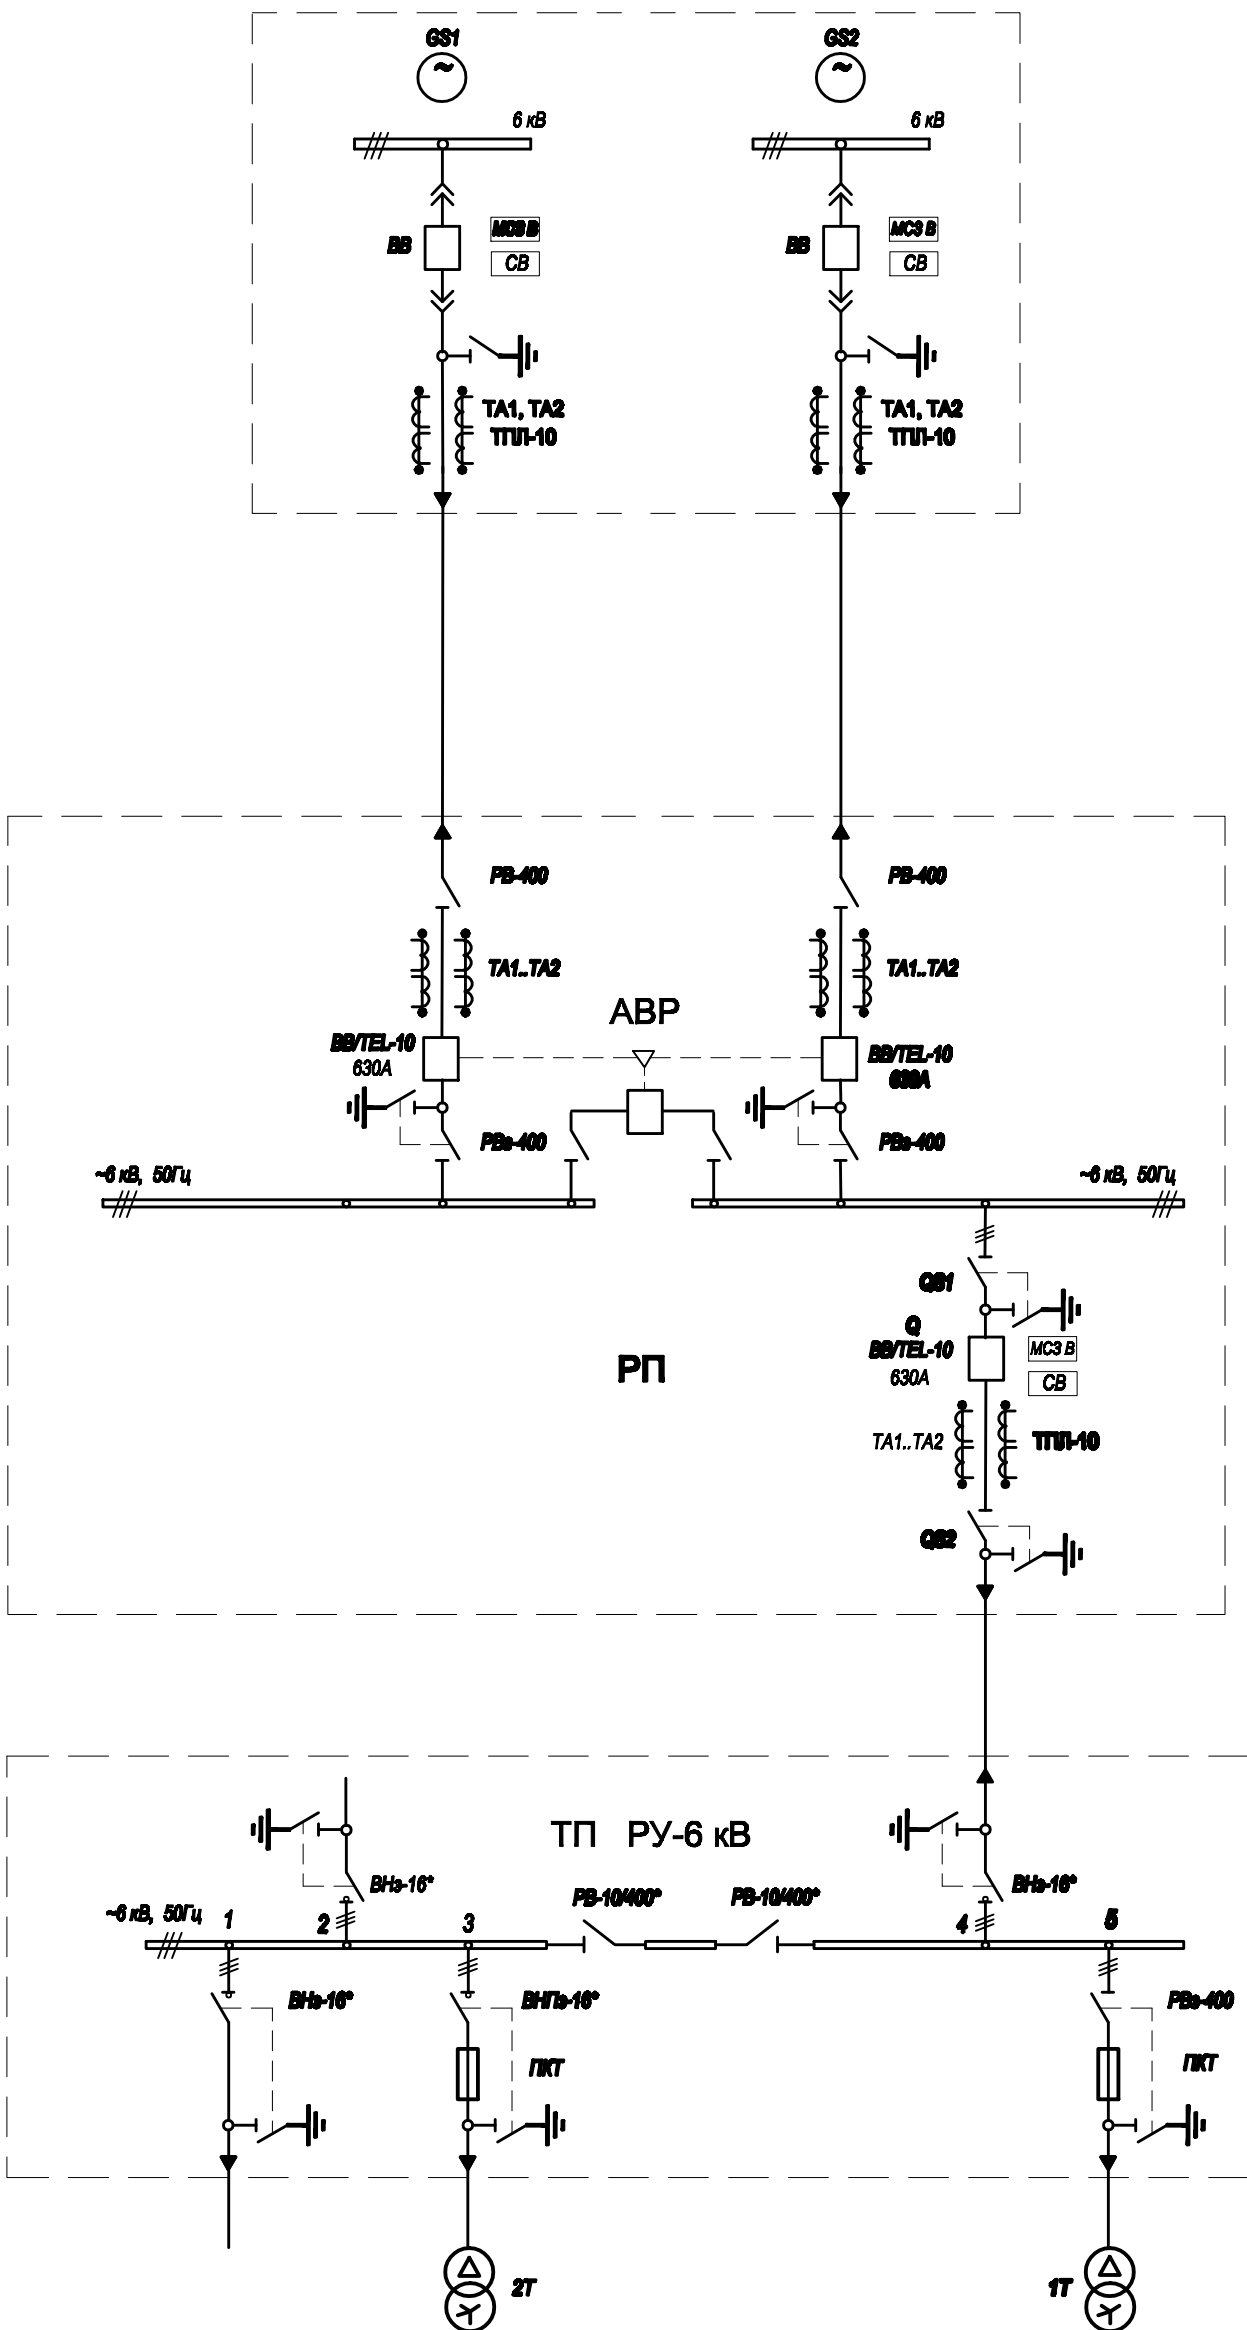 GS1
GS2
6 кВ
6 кВ
ВВ
МСЗ В
СВ
ВВ
МСЗ В
СВ
ТА1, ТА2
ТПЛ-10
ТА1, ТА2
ТПЛ-10
РВ-400
РВ-400
ТА1..ТА2
ТА1..ТА2
АВР
ВВ/TEL-10
630А
ВВ/TEL-10
630А
РВз-400
РВз-400
~6 кВ, 50Гц
~6 кВ, 50Гц
QS1
Q
ВВ/TEL-10
630А
МСЗ В
СВ
РП
ТА1..ТА2
ТПЛ-10
QS2
ТП РУ-6 кВ
ВНз-16*
ВНз-16*
РВ-10/400*
РВ-10/400*
~6 кВ, 50Гц
1
2
3
4
5
ВНз-16*
ВНПз-16*
РВз-400
ПКТ
ПКТ
2Т
1Т